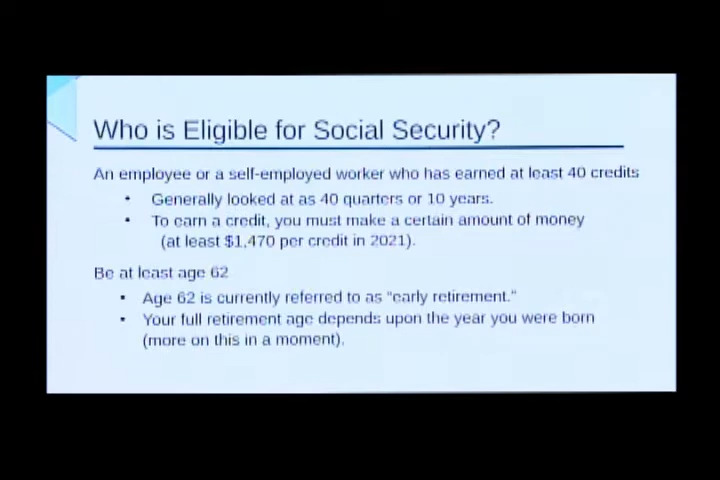 Who is Eligible for Social Security?
An employee or a self-employed worker who has earned at least 40 credits
• Generally looked at as 40 quarters or 10 years.
• To earn a credit, you must make a certain amount of money
(at least $1,470 per credit in 2021).
Be at least age 62
• Age 62 is currently referred to as "early retirement."
• Your full retirement age depends upon the year you were born
(more on this in a moment).